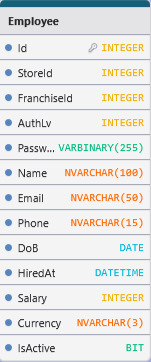 Employee
Id INTEGER
StoreId INTEGER
FranchiseId INTEGER
AuthLv INTEGER
Passw... VARBINARY(255)
Name NVARCHAR(100)
Email NVARCHAR(50)
Phone NVARCHAR(15)
DoB DATE
HiredAt DATETIME
Salary INTEGER
Currency NVARCHAR(3)
IsActive BIT